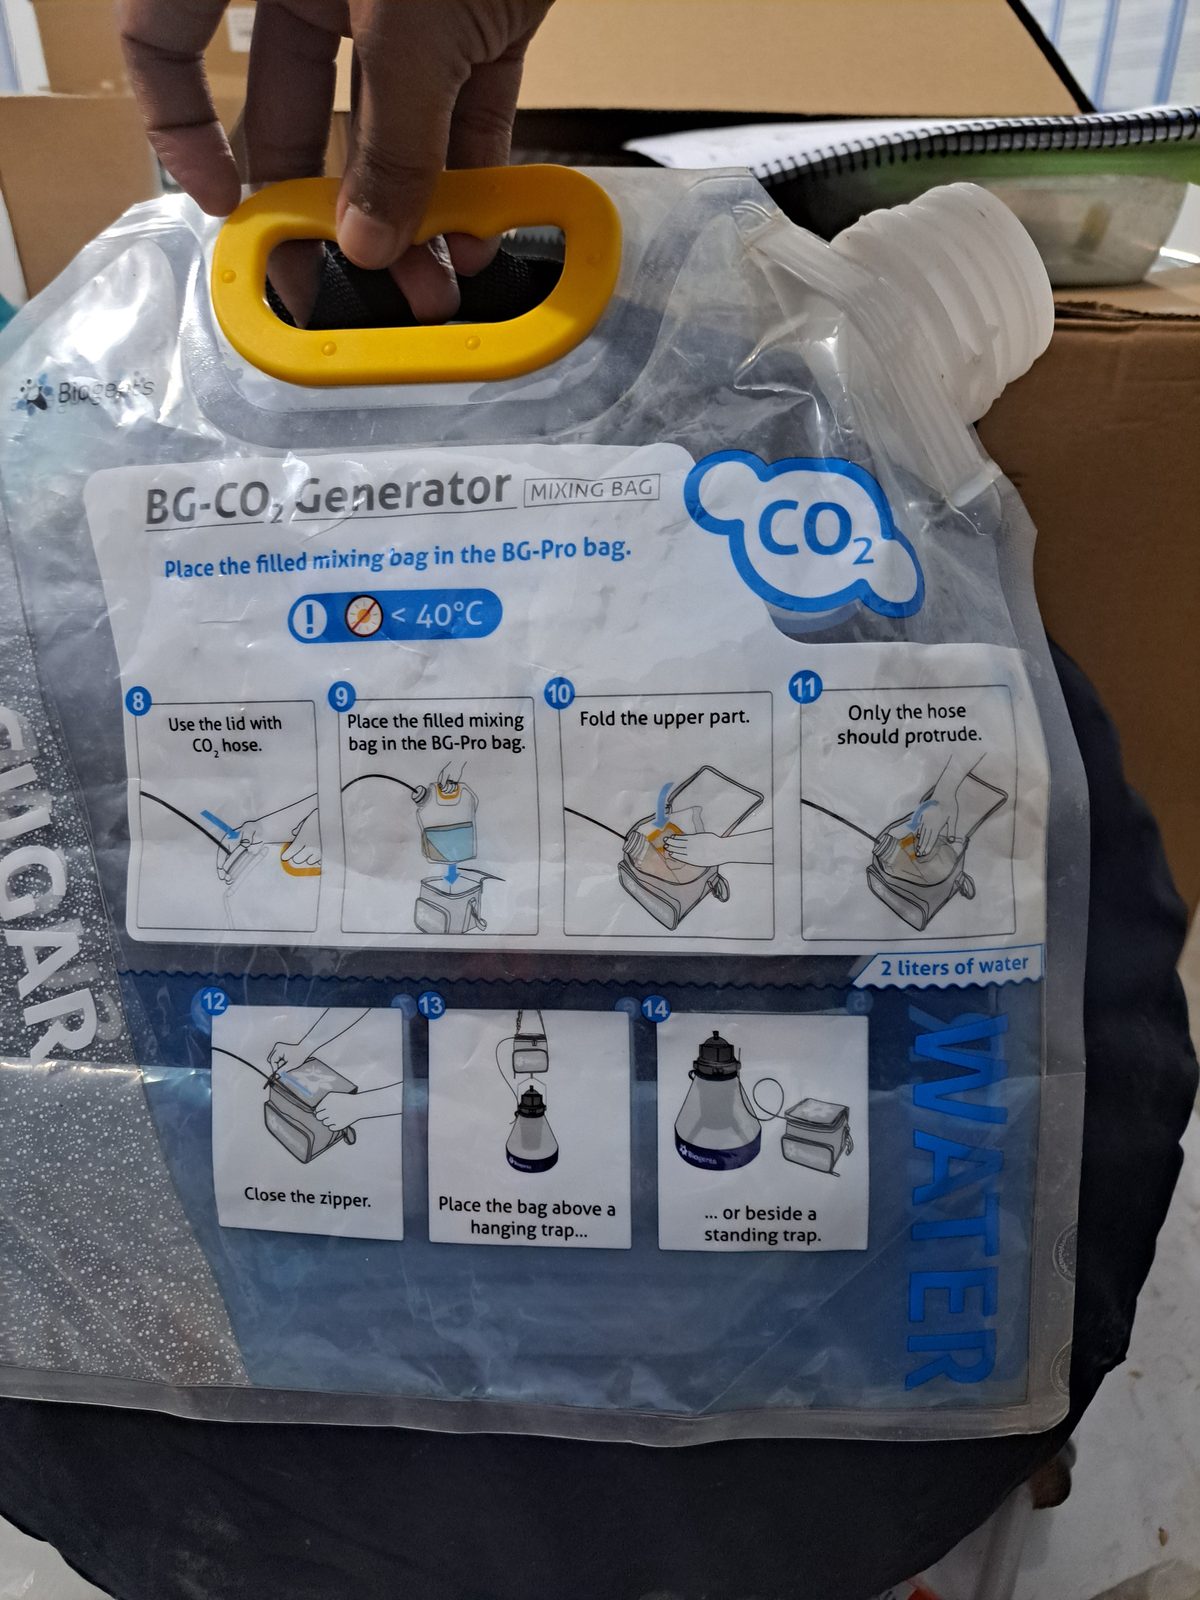 Biogents
BG-CO₂ Generator MIXING BAG
CO₂
Place the filled mixing bag in the BG-Pro bag.
! < 40°C
8
Use the lid with
CO₂ hose.
9
Place the filled mixing
bag in the BG-Pro bag.
10
Fold the upper part.
11
Only the hose
should protrude.
2 liters of water
12
Close the zipper.
13
Place the bag above a
hanging trap...
14
Biogents
... or beside a
standing trap.
WATER